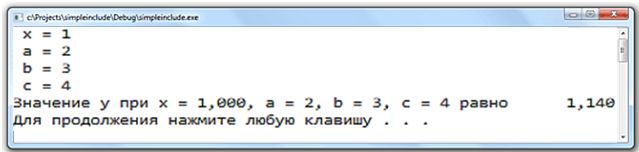 c:\Projects\simpleinclude\Debug\simpleinclude.exe
x = 1
a = 2
b = 3
c = 4
Значение y при x = 1,000, a = 2, b = 3, c = 4 равно 1,140
Для продолжения нажмите любую клавишу . . .